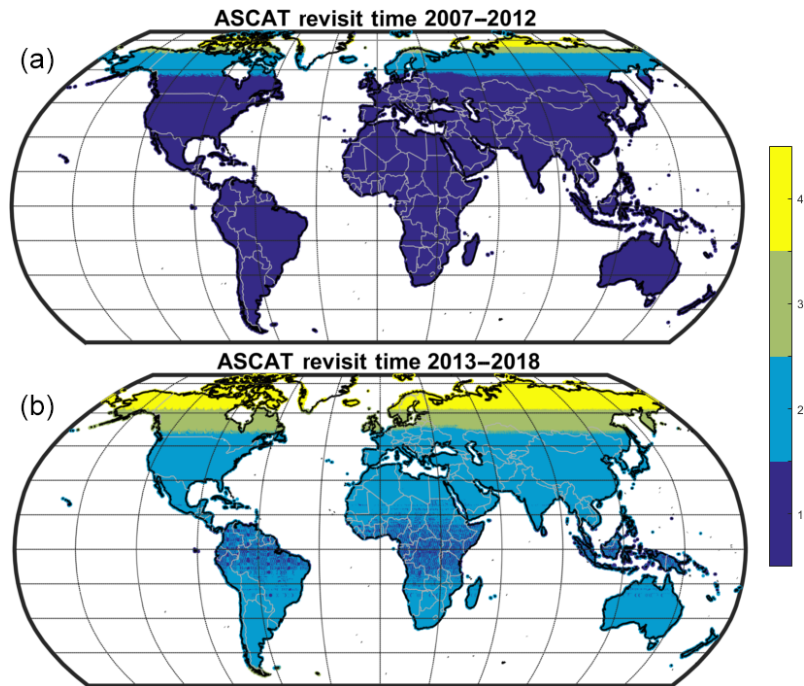 ASCAT revisit time 2007–2012
(a)
4
3
2
1
ASCAT revisit time 2013–2018
(b)